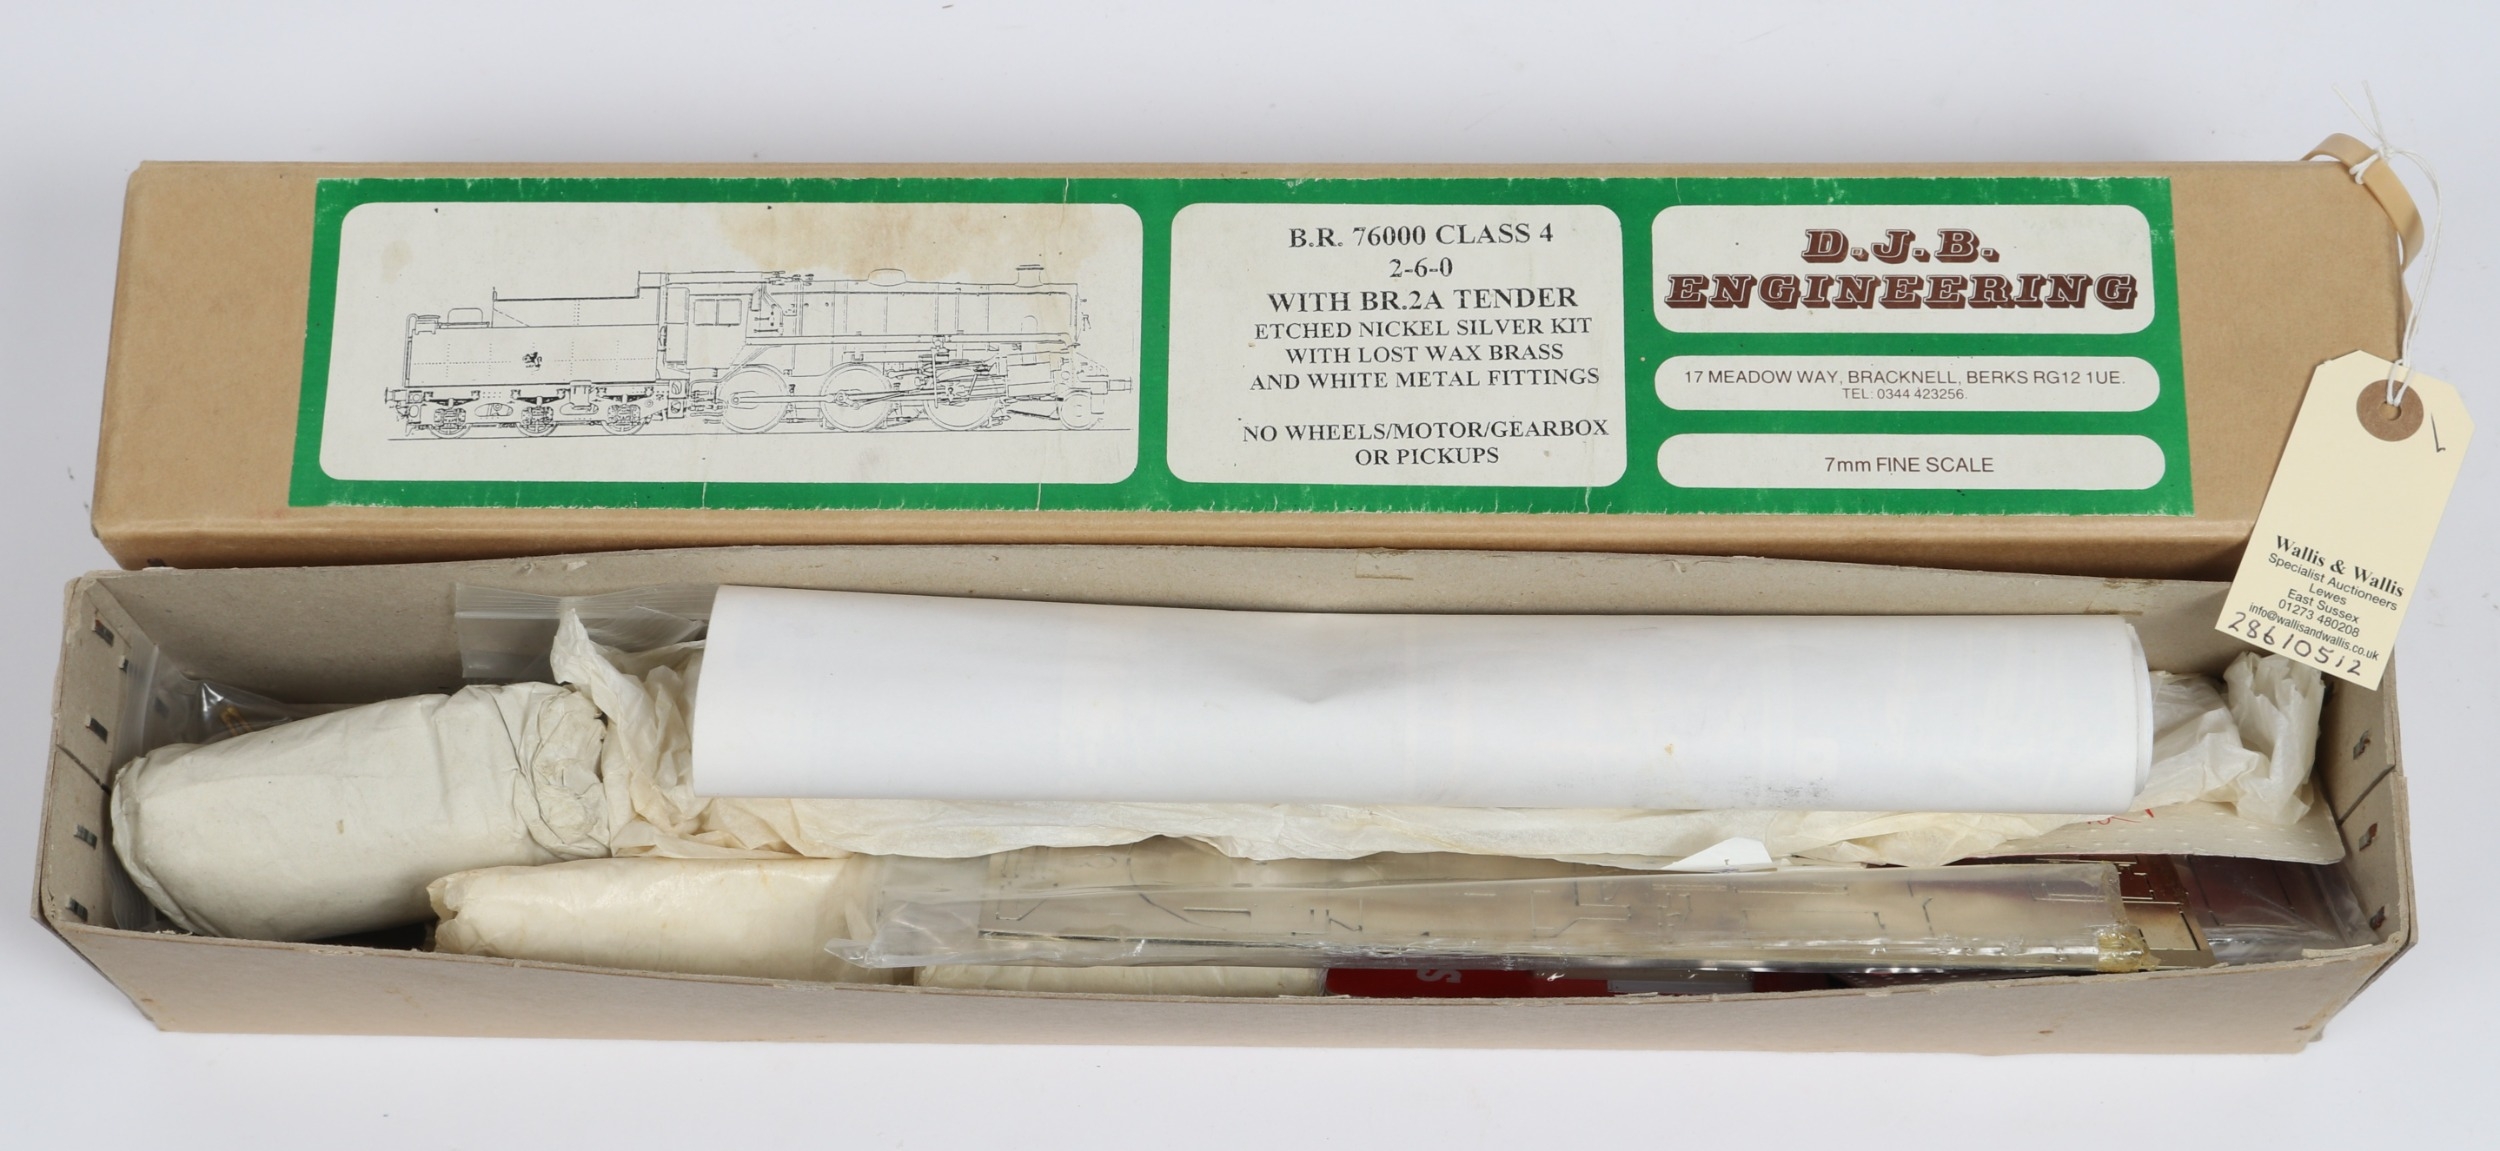 B.R. 76000 CLASS 4
2-6-0
WITH BR.2A TENDER
ETCHED NICKEL SILVER KIT
WITH LOST WAX BRASS
AND WHITE METAL FITTINGS
NO WHEELS/MOTOR/GEARBOX
OR PICKUPS
D.J.B.
ENGINEERING
17 MEADOW WAY, BRACKNELL, BERKS RG12 1UE.
TEL: 0344 423256.
7mm FINE SCALE
Wallis & Wallis
Specialist Auctioneers
Lewes
East Sussex
01273 480208
info@wallisandwallis.co.uk
28610512
S